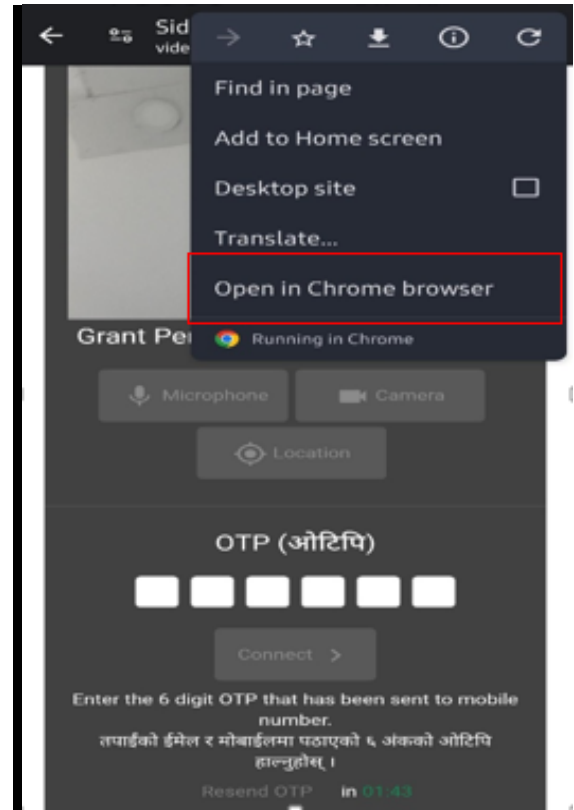 Sid
vide
Find in page
Add to Home screen
Desktop site
Translate...
Open in Chrome browser
Running in Chrome
Grant Pe
Microphone
Camera
Location
OTP (ओटिपि)
Connect >
Enter the 6 digit OTP that has been sent to mobile
number.
तपाईंको ईमेल र मोबाईलमा पठाएको ६ अंकको ओटिपि
हाल्नुहोस् ।
Resend OTP in 01:43